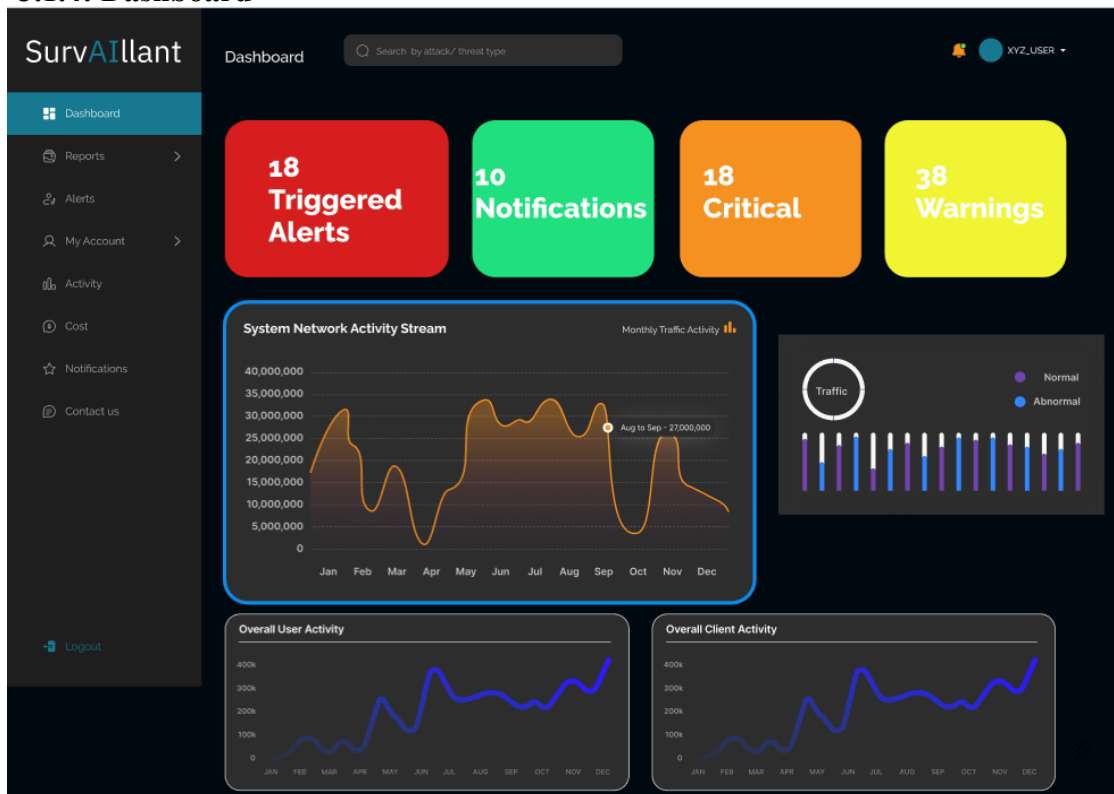 3.1.4. Dashboard
SurvAIllant
Dashboard
Search by attack/ threat type
XYZ_USER
Dashboard
Reports
Alerts
My Account
Activity
Cost
Notifications
Contact us
Logout
18
Triggered
Alerts
10
Notifications
18
Critical
38
Warnings
System Network Activity Stream
Monthly Traffic Activity
40,000,000
35,000,000
30,000,000
25,000,000
20,000,000
15,000,000
10,000,000
5,000,000
0
Aug to Sep - 27,000,000
Jan Feb Mar Apr May Jun Jul Aug Sep Oct Nov Dec
Traffic
Normal
Abnormal
Overall User Activity
400k
300k
200k
100k
0
JAN FEB MAR APR MAY JUN JUL AUG SEP OCT NOV DEC
Overall Client Activity
400k
300k
200k
100k
0
JAN FEB MAR APR MAY JUN JUL AUG SEP OCT NOV DEC